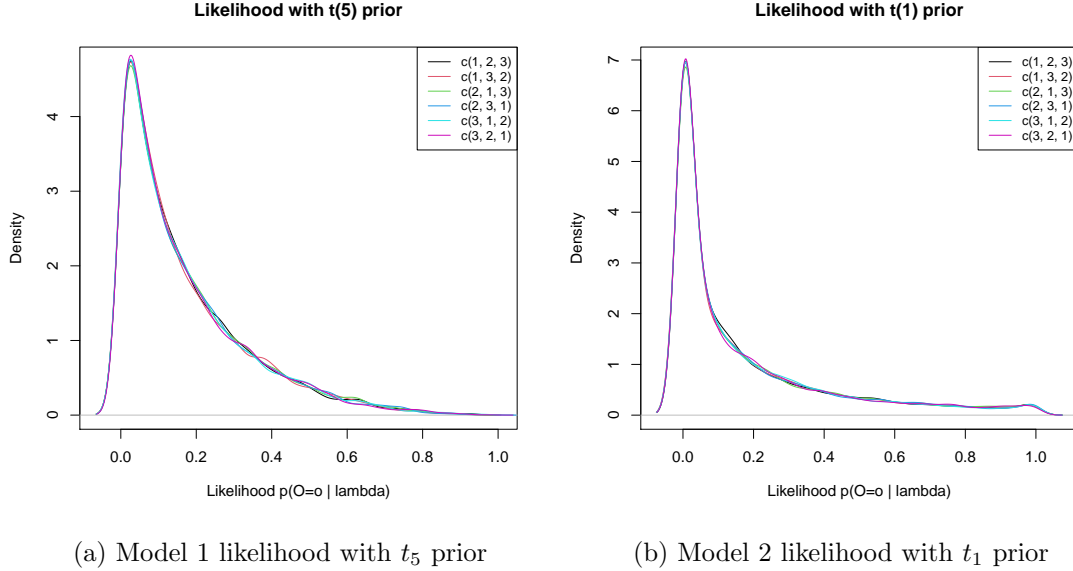 Likelihood with t(5) prior
c(1, 2, 3)
c(1, 3, 2)
c(2, 1, 3)
c(2, 3, 1)
c(3, 1, 2)
c(3, 2, 1)
Density
0
1
2
3
4
0.0 0.2 0.4 0.6 0.8 1.0
Likelihood p(O=o | lambda)
(a) Model 1 likelihood with t5 prior
Likelihood with t(1) prior
c(1, 2, 3)
c(1, 3, 2)
c(2, 1, 3)
c(2, 3, 1)
c(3, 1, 2)
c(3, 2, 1)
Density
0
1
2
3
4
5
6
7
0.0 0.2 0.4 0.6 0.8 1.0
Likelihood p(O=o | lambda)
(b) Model 2 likelihood with t1 prior